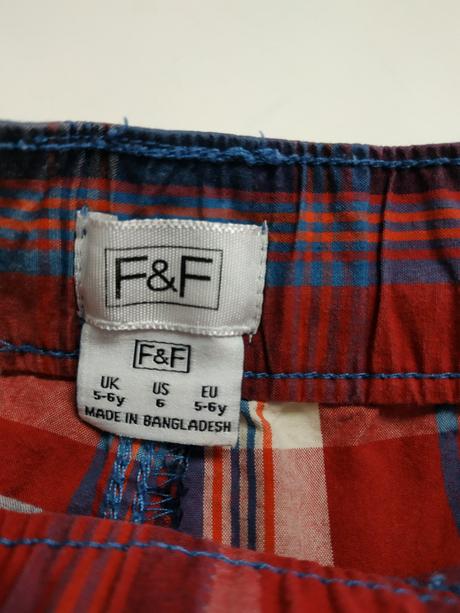 F&F
F&F
UK US EU
5-6y 6 5-6y
MADE IN BANGLADESH